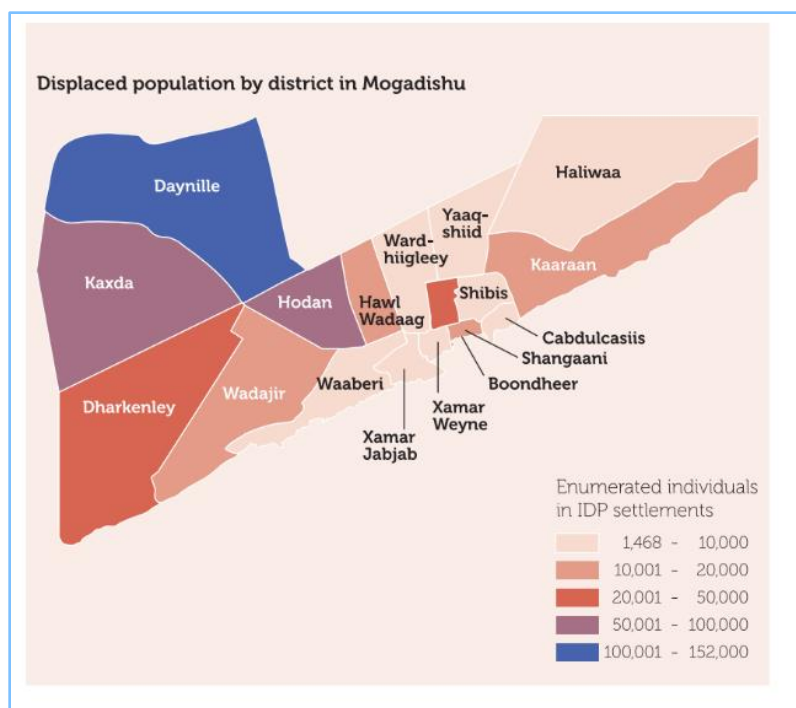 Displaced population by district in Mogadishu
Daynille
Haliwaa
Yaaq-
shiid
Ward-
hiigleey
Kaxda
Kaaraan
Hodan
Hawl
Wadaag
Shibis
Cabdulcasiis
Shangaani
Boondheer
Waaberi
Wadajir
Dharkenley
Xamar
Weyne
Xamar
Jabjab
Enumerated individuals
in IDP settlements
1,468 - 10,000
10,001 - 20,000
20,001 - 50,000
50,001 - 100,000
100,001 - 152,000